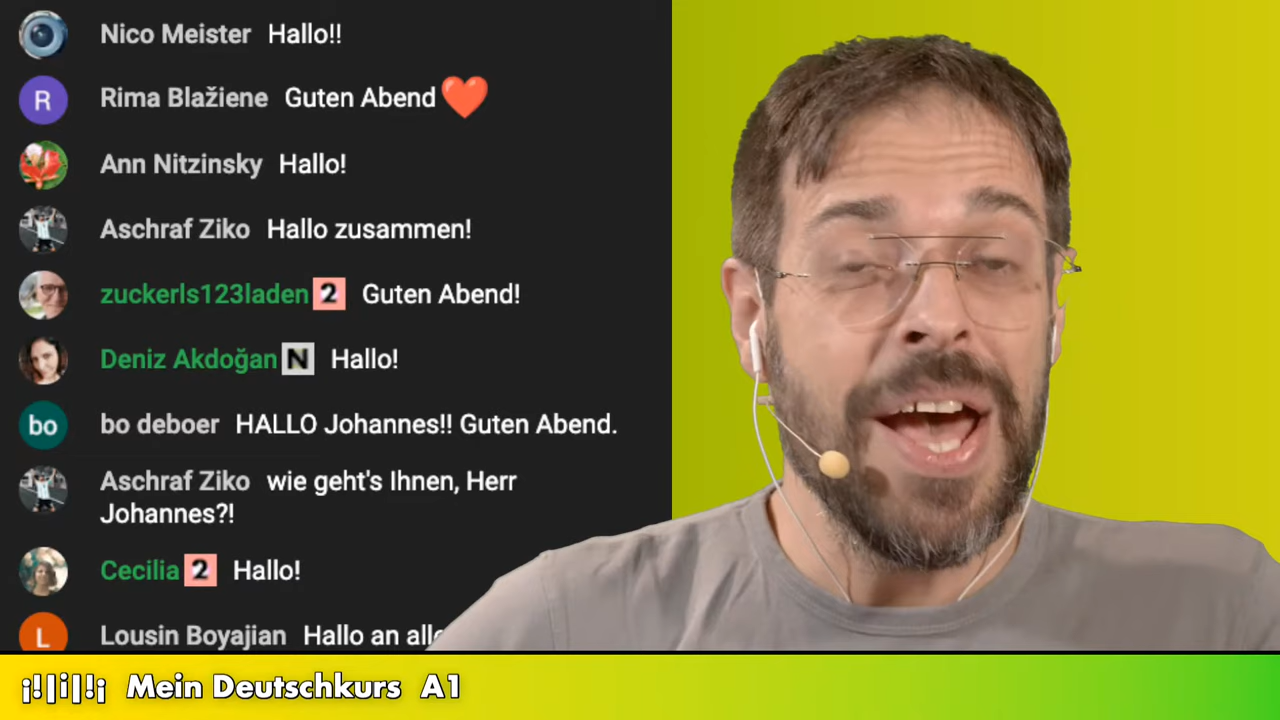 Nico Meister Hallo!!
R Rima Blažiene Guten Abend❤️
Ann Nitzinsky Hallo!
Aschraf Ziko Hallo zusammen!
zuckerls123laden 2 Guten Abend!
Deniz Akdoğan N Hallo!
bo bo deboer HALLO Johannes!! Guten Abend.
Aschraf Ziko wie geht's Ihnen, Herr
Johannes?!
Cecilia 2 Hallo!
L Lousin Boyajian Hallo an alle
¡!|i|!¡ Mein Deutschkurs A1